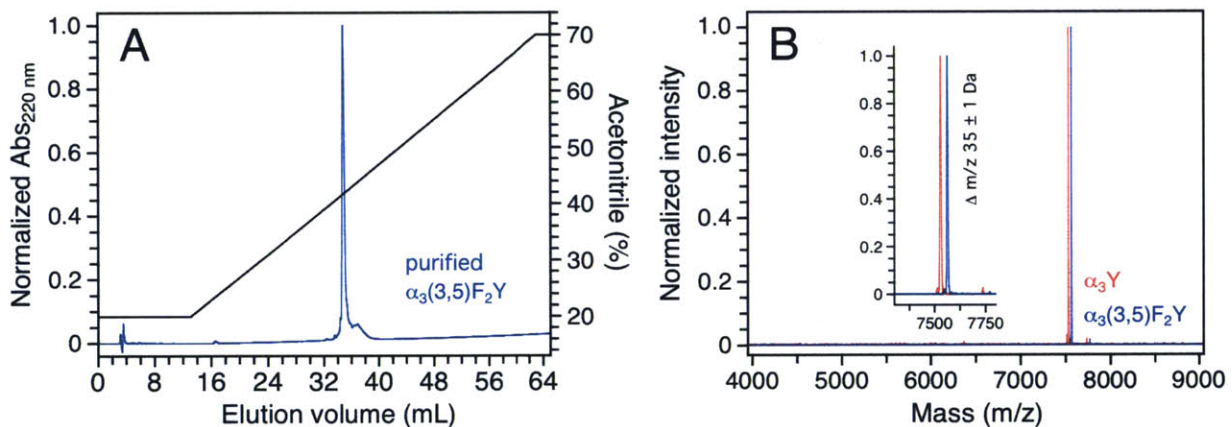 A
Normalized Abs220 nm
1.0
0.8
0.6
0.4
0.2
0
0 8 16 24 32 40 48 56 64
Elution volume (mL)
70
60
50
40
30
20
Acetonitrile (%)
purified
α3(3,5)F2Y
B
Normalized intensity
1.0
0.8
0.6
0.4
0.2
0
4000 5000 6000 7000 8000 9000
Mass (m/z)
1.0
0.8
0.6
0.4
0.2
0
7500 7750
Δ m/z 35 ± 1 Da
α3Y
α3(3,5)F2Y